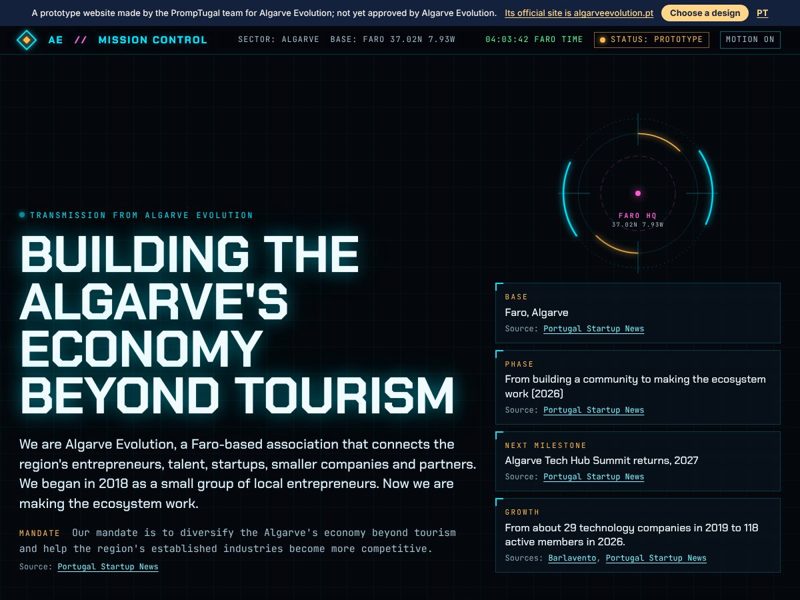 A prototype website made by the PrompTugal team for Algarve Evolution; not yet approved by Algarve Evolution. Its official site is algarveevolution.pt Choose a design PT
AE // MISSION CONTROL SECTOR: ALGARVE BASE: FARO 37.02N 7.93W 04:03:42 FARO TIME STATUS: PROTOTYPE MOTION ON
TRANSMISSION FROM ALGARVE EVOLUTION
BUILDING THE
ALGARVE'S
ECONOMY
BEYOND TOURISM
We are Algarve Evolution, a Faro-based association that connects the
region's entrepreneurs, talent, startups, smaller companies and partners.
We began in 2018 as a small group of local entrepreneurs. Now we are
making the ecosystem work.
MANDATE Our mandate is to diversify the Algarve's economy beyond tourism
and help the region's established industries become more competitive.
Source: Portugal Startup News
FARO HQ
37.02N 7.93W
BASE
Faro, Algarve
Source: Portugal Startup News
PHASE
From building a community to making the ecosystem
work (2026)
Source: Portugal Startup News
NEXT MILESTONE
Algarve Tech Hub Summit returns, 2027
Source: Portugal Startup News
GROWTH
From about 29 technology companies in 2019 to 118
active members in 2026.
Sources: Barlavento, Portugal Startup News